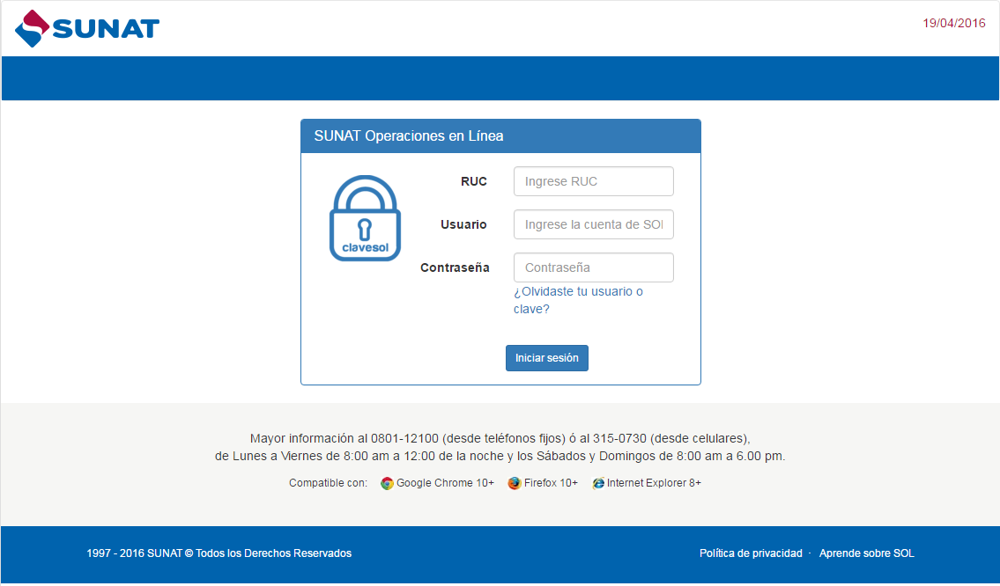 SUNAT
19/04/2016
SUNAT Operaciones en Línea
clavesol
RUC
Ingrese RUC
Usuario
Ingrese la cuenta de SOL
Contraseña
Contraseña
¿Olvidaste tu usuario o
clave?
Iniciar sesión
Mayor información al 0801-12100 (desde teléfonos fijos) ó al 315-0730 (desde celulares),
de Lunes a Viernes de 8:00 am a 12:00 de la noche y los Sábados y Domingos de 8:00 am a 6.00 pm.
Compatible con: Google Chrome 10+ Firefox 10+ Internet Explorer 8+
1997 - 2016 SUNAT © Todos los Derechos Reservados
Política de privacidad · Aprende sobre SOL